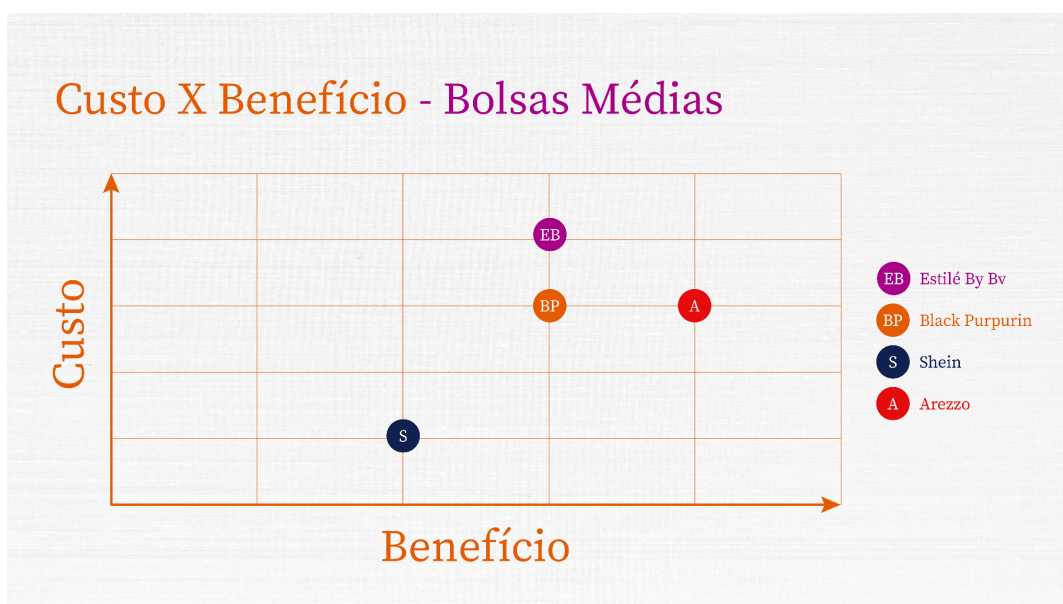 Custo X Benefício - Bolsas Médias
Custo
EB
BP
A
S
EB Estilé By Bv
BP Black Purpurin
S Shein
A Arezzo
Benefício